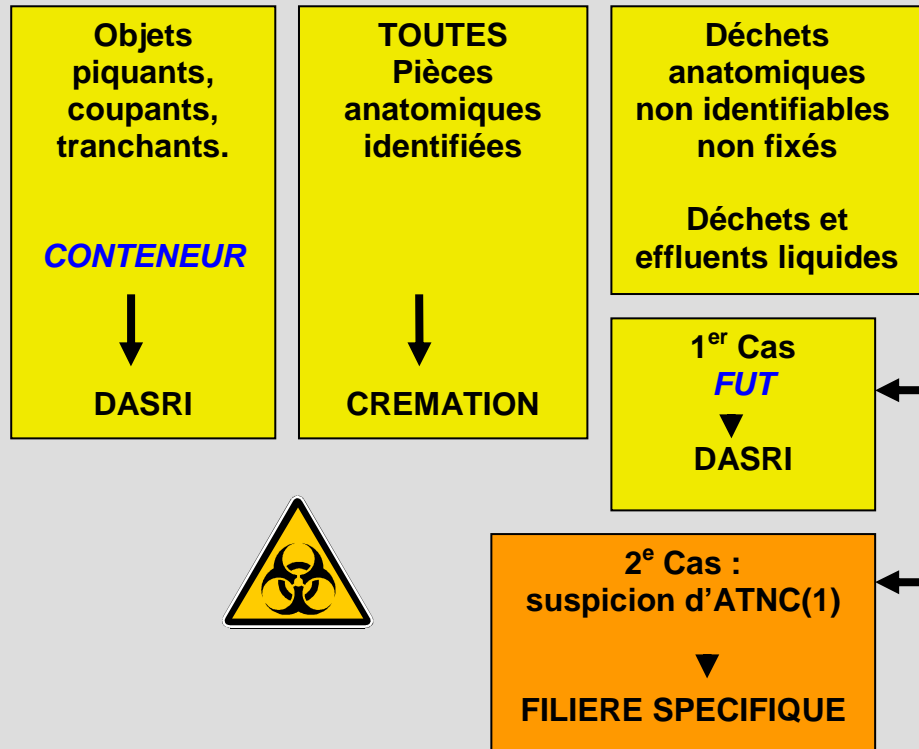 Objets
piquants,
coupants,
tranchants.
CONTENEUR
DASRI
TOUTES
Pièces
anatomiques
identifiées
CREMATION
Déchets
anatomiques
non identifiables
non fixés
Déchets et
effluents liquides
1er Cas
FUT
DASRI
2e Cas :
suspicion d’ATNC(1)
FILIERE SPECIFIQUE